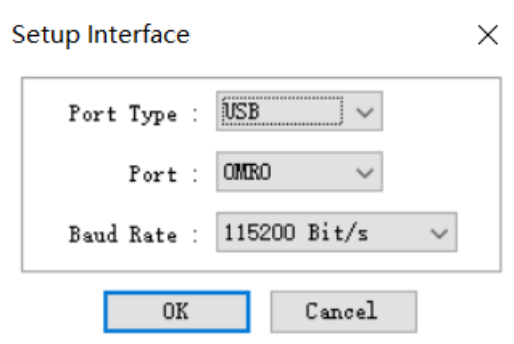 Setup Interface
Port Type : USB
Port : OMRO
Baud Rate : 115200 Bit/s
OK Cancel